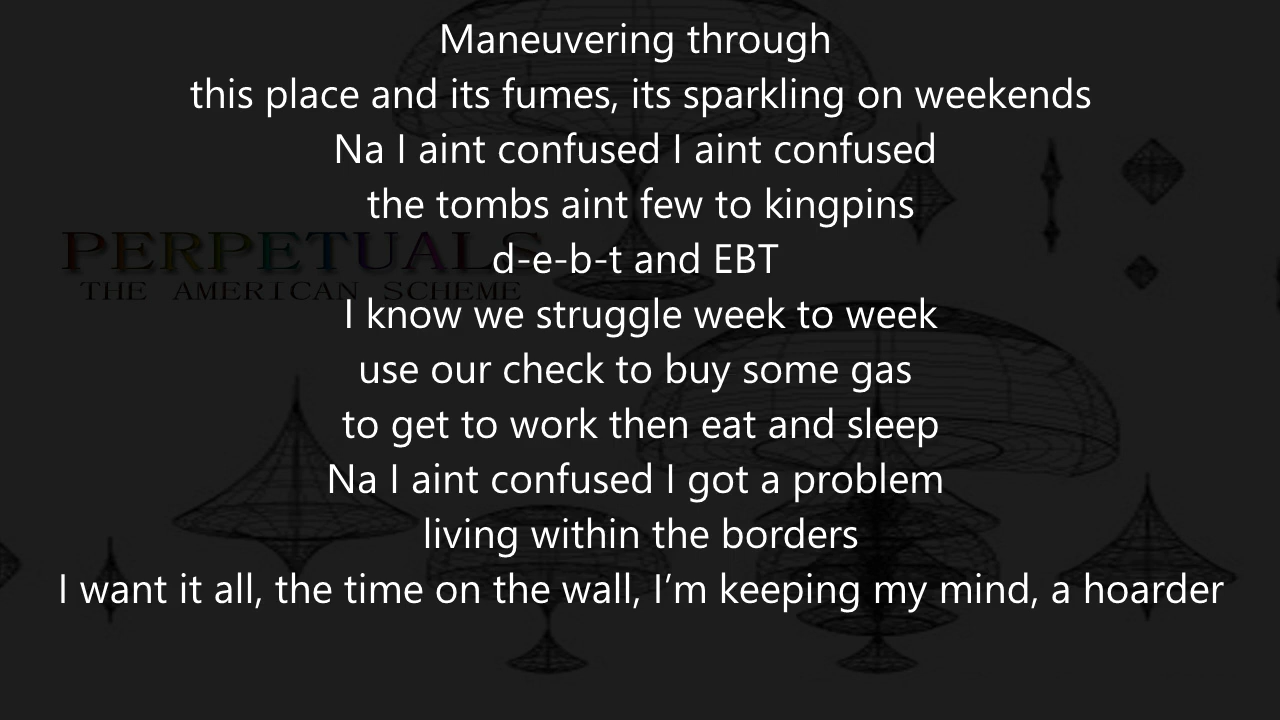 Maneuvering through
this place and its fumes, its sparkling on weekends
Na I aint confused I aint confused
the tombs aint few to kingpins
PERPETUALS
d-e-b-t and EBT
THE AMERICAN SCHEME
I know we struggle week to week
use our check to buy some gas
to get to work then eat and sleep
Na I aint confused I got a problem
living within the borders
I want it all, the time on the wall, I’m keeping my mind, a hoarder